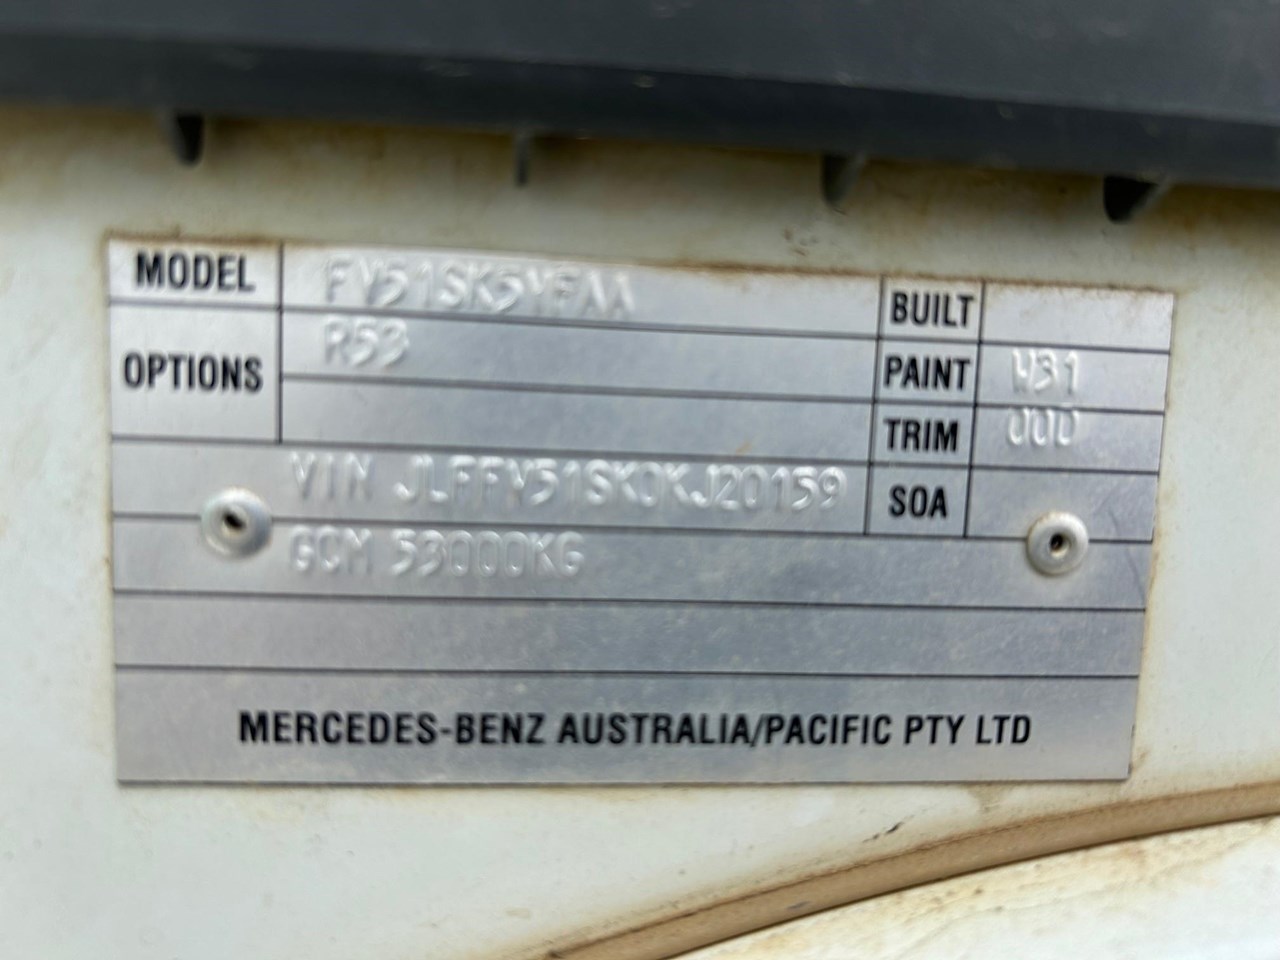 MODEL FV51SK5YFAA BUILT
OPTIONS R53 PAINT W31
TRIM 000
VIN JLFFV51SK0KJ20159 SOA
GCM 53000KG
MERCEDES-BENZ AUSTRALIA/PACIFIC PTY LTD